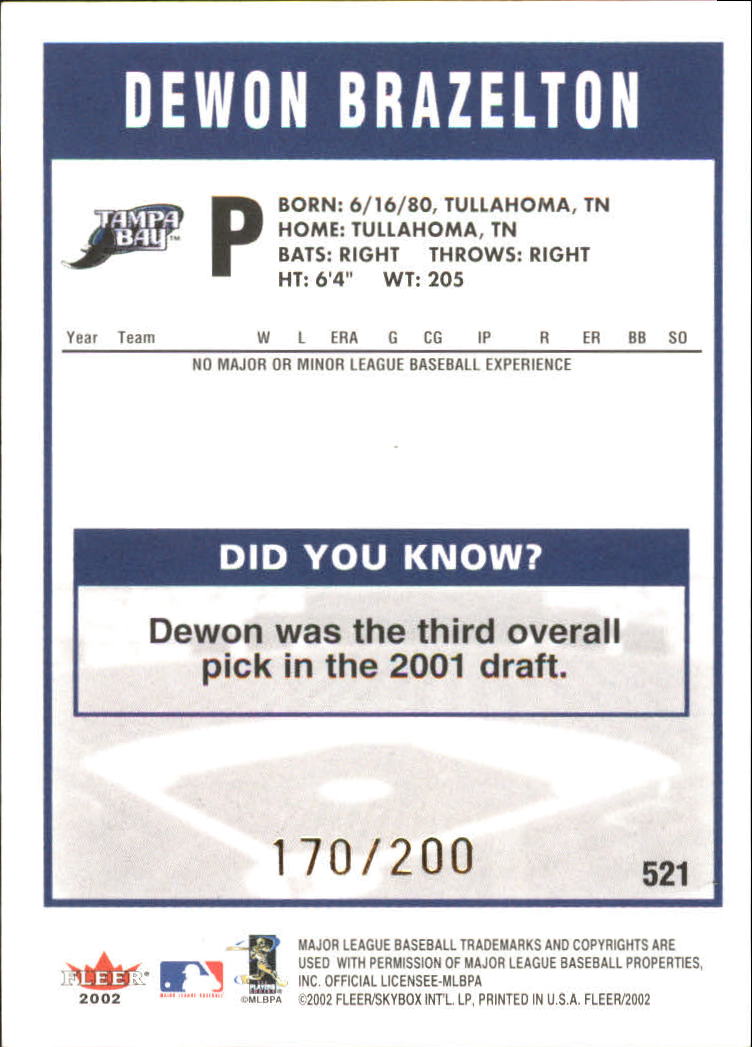 DEWON BRAZELTON
TAMPA BAY™
P
BORN: 6/16/80, TULLAHOMA, TN
HOME: TULLAHOMA, TN
BATS: RIGHT THROWS: RIGHT
HT: 6'4" WT: 205
Year Team W L ERA G CG IP R ER BB SO
NO MAJOR OR MINOR LEAGUE BASEBALL EXPERIENCE
DID YOU KNOW?
Dewon was the third overall
pick in the 2001 draft.
170/200
521
FLEER®
2002
MAJOR LEAGUE BASEBALL
©MLBPA
MAJOR LEAGUE BASEBALL TRADEMARKS AND COPYRIGHTS ARE
USED WITH PERMISSION OF MAJOR LEAGUE BASEBALL PROPERTIES,
INC. OFFICIAL LICENSEE-MLBPA
©2002 FLEER/SKYBOX INT'L. LP, PRINTED IN U.S.A. FLEER/2002